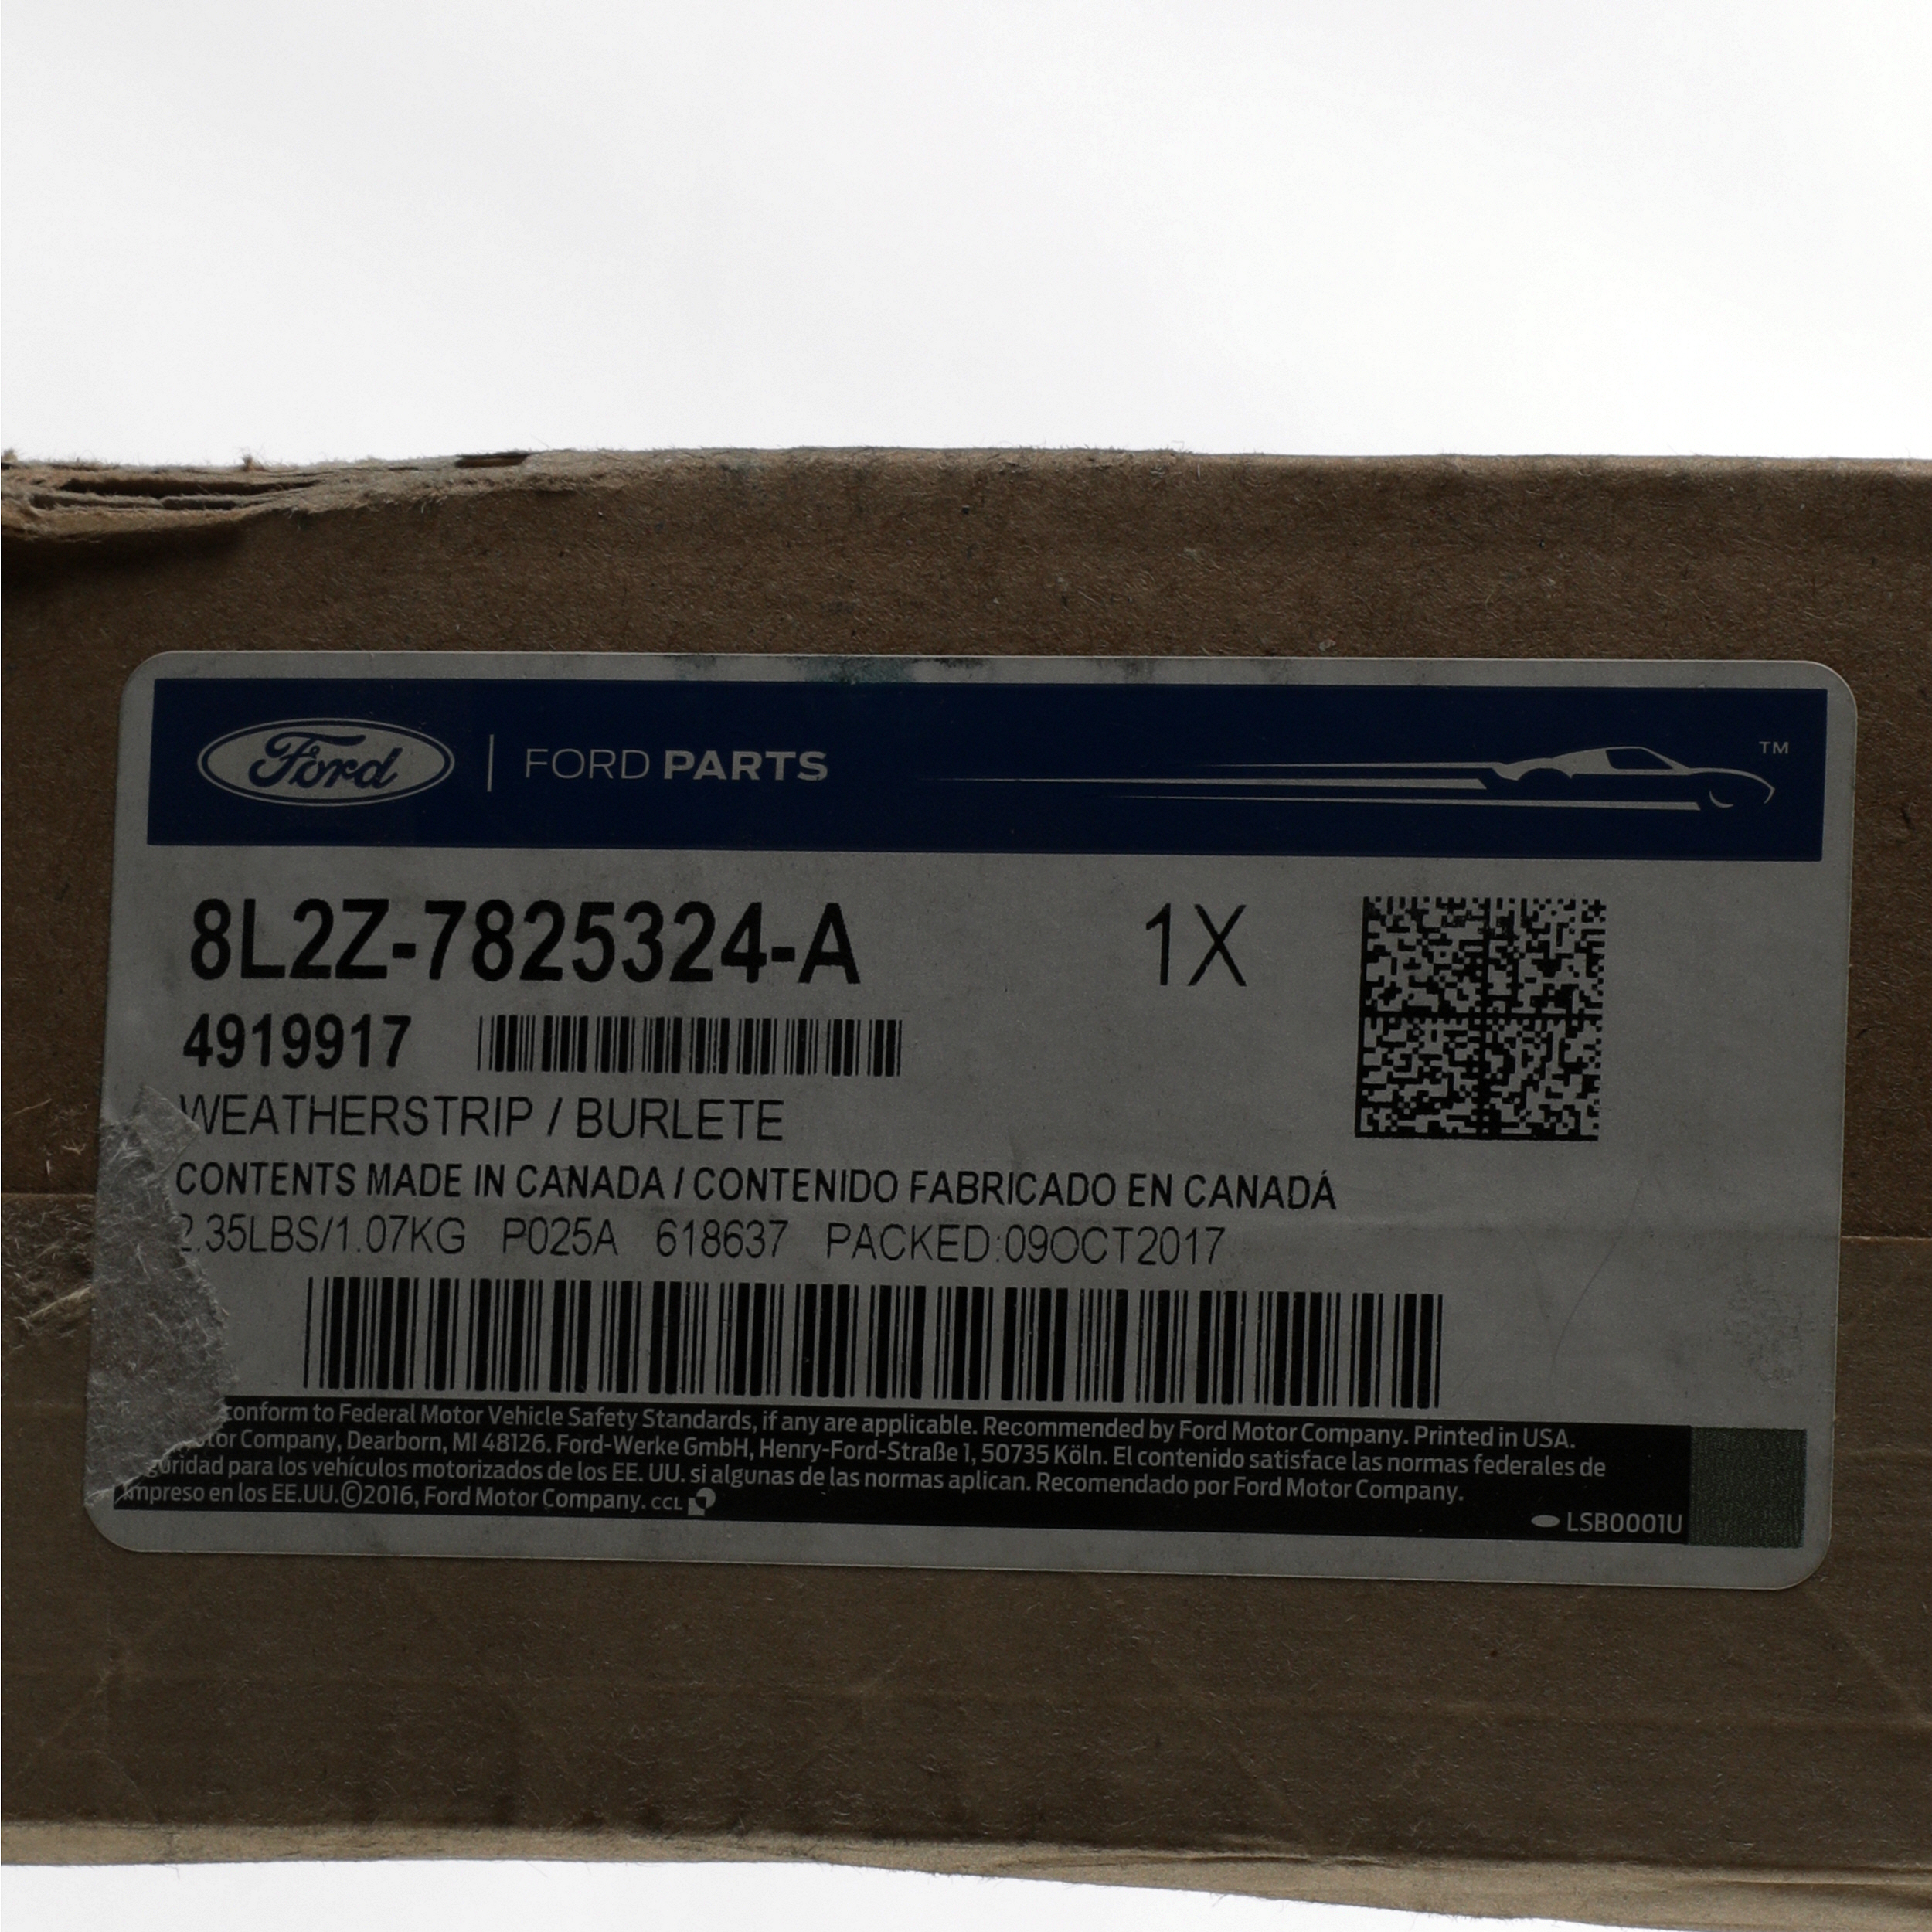 Ford | FORD PARTS TM
8L2Z-7825324-A 1X
4919917
WEATHERSTRIP / BURLETE
CONTENTS MADE IN CANADA / CONTENIDO FABRICADO EN CANADÁ
2.35LBS/1.07KG P025A 618637 PACKED:09OCT2017
conform to Federal Motor Vehicle Safety Standards, if any are applicable. Recommended by Ford Motor Company. Printed in USA.
Company, Dearborn, MI 48126. Ford-Werke GmbH, Henry-Ford-Straße 1, 50735 Köln. El contenido satisface las normas federales de
para los vehículos motorizados de los EE. UU. si algunas de las normas aplican. Recomendado por Ford Motor Company.
Impreso en los EE.UU.©2016, Ford Motor Company. CCL
LSB0001U